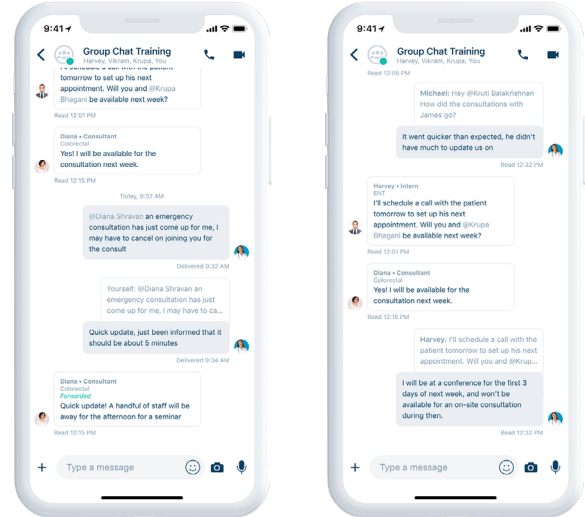 9:41
Group Chat Training
Harvey, Vikram, Krupa, You
I'll schedule a call with the patient
tomorrow to set up his next
appointment. Will you and @Krupa
Bhagani be available next week?
Read 12:01 PM
Diana • Consultant
Colorectal
Yes! I will be available for the
consultation next week.
Read 12:15 PM
Today, 9:32 AM
@Diana Shravan an emergency
consultation has just come up for me, I
may have to cancel on joining you for
the consult
Delivered 9:32 AM
Yourself: @Diana Shravan an
emergency consultation has just
come up for me, I may have to ca...
Quick update, just been informed that it
should be about 5 minutes
Delivered 9:34 AM
Diana • Consultant
Colorectal
Forwarded
Quick update! A handful of staff will be
away for the afternoon for a seminar
Read 12:15 PM
Type a message
9:41
Group Chat Training
Harvey, Vikram, Krupa, You
Read 12:06 PM
Michael: Hey @Kruti Balakrishnan
How did the consultations with
James go?
It went quicker than expected, he didn't
have much to update us on
Read 12:32 PM
Harvey • Intern
ENT
I'll schedule a call with the patient
tomorrow to set up his next
appointment. Will you and @Krupa
Bhagani be available next week?
Read 12:01 PM
Diana • Consultant
Colorectal
Yes! I will be available for the
consultation next week.
Read 12:15 PM
Harvey: I'll schedule a call with the
patient tomorrow to set up his next
appointment. Will you and @Krup...
I will be at a conference for the first 3
days of next week, and won't be
available for an on-site consultation
during then.
Read 12:32 PM
Type a message